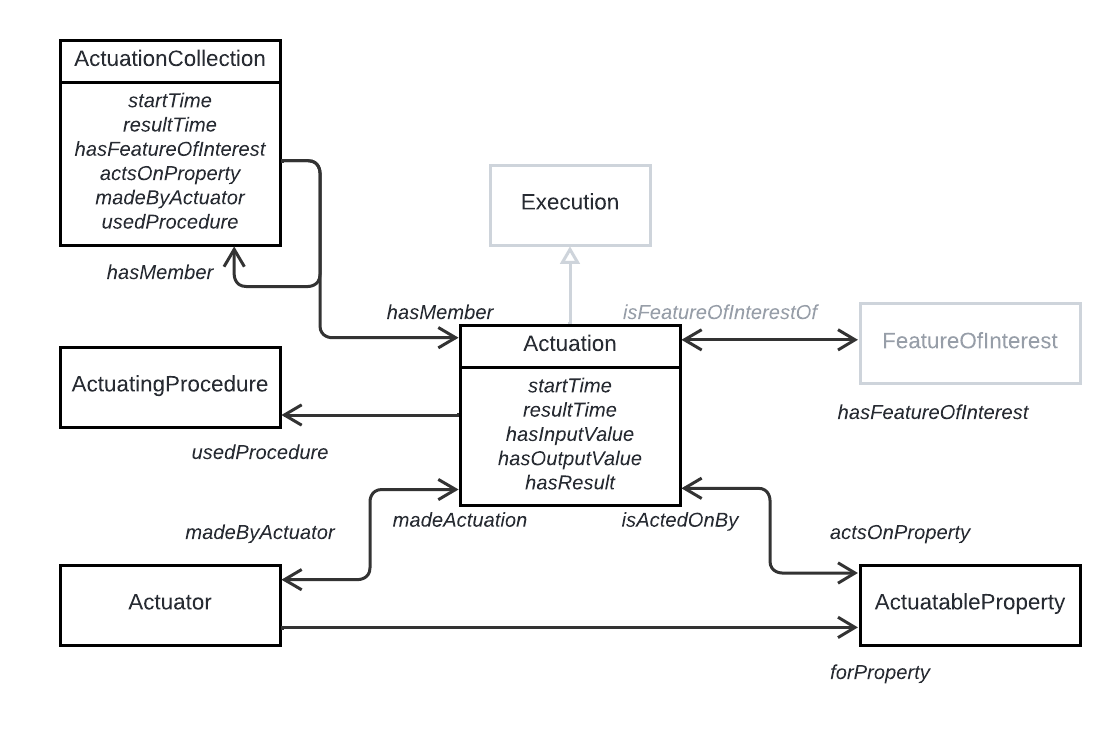 ActuationCollection
startTime
resultTime
hasFeatureOfInterest
actsOnProperty
madeByActuator
usedProcedure
hasMember
Execution
hasMember
isFeatureOfInterestOf
Actuation
startTime
resultTime
hasInputValue
hasOutputValue
hasResult
FeatureOfInterest
hasFeatureOfInterest
ActuatingProcedure
usedProcedure
madeByActuator
madeActuation
isActedOnBy
actsOnProperty
Actuator
ActuatableProperty
forProperty